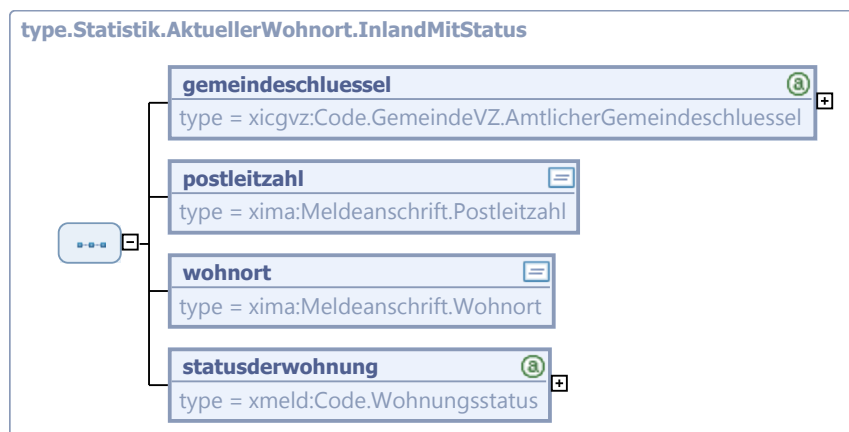 type.Statistik.AktuellerWohnort.InlandMitStatus
gemeindeschluessel
type = xicgvz:Code.GemeindeVZ.AmtlicherGemeindeschluessel
postleitzahl
type = xima:Meldeanschrift.Postleitzahl
wohnort
type = xima:Meldeanschrift.Wohnort
statusderwohnung
type = xmeld:Code.Wohnungsstatus